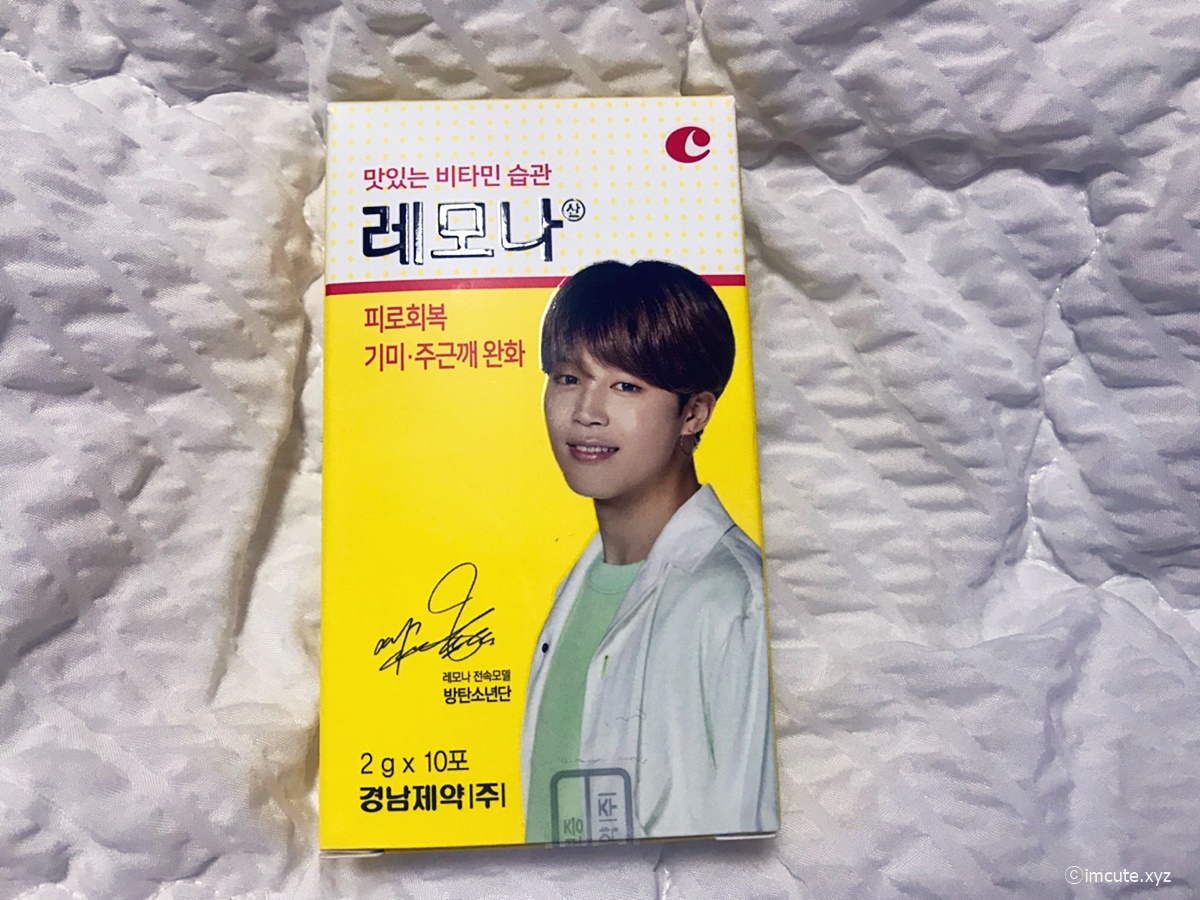 맛있는 비타민 습관
레모나산
피로회복
기미·주근깨 완화
레모나 전속모델
방탄소년단
2 g x 10포
경남제약|주|
ⓒimcute.xyz